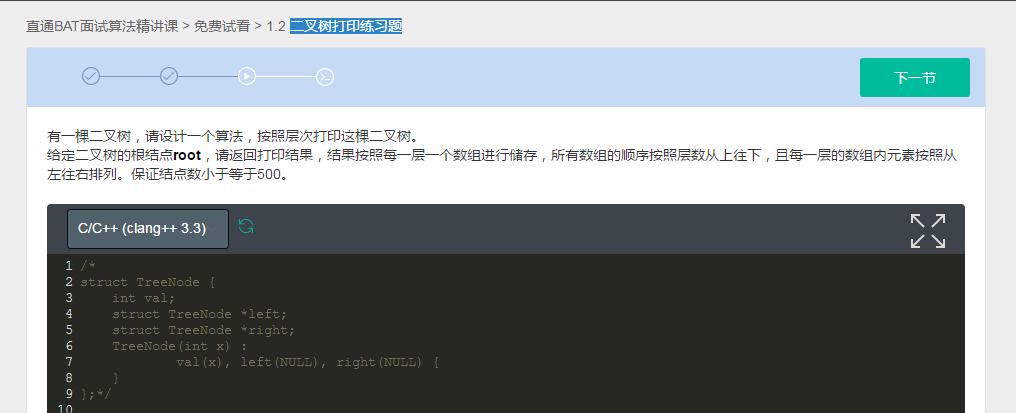 直通BAT面试算法精讲课 > 免费试看 > 1.2 二叉树打印练习题
下一节
有一棵二叉树，请设计一个算法，按照层次打印这棵二叉树。
给定二叉树的根结点root，请返回打印结果，结果按照每一层一个数组进行储存，所有数组的顺序按照层数从上往下，且每一层的数组内元素按照从
左往右排列。保证结点数小于等于500。
C/C++ (clang++ 3.3)
1 /*
2 struct TreeNode {
3     int val;
4     struct TreeNode *left;
5     struct TreeNode *right;
6     TreeNode(int x) :
7             val(x), left(NULL), right(NULL) {
8     }
9 };*/
10